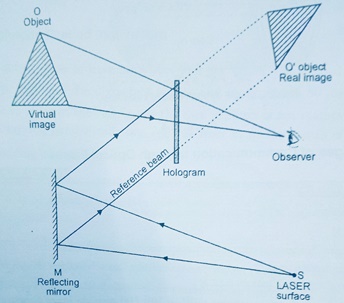 O
Object
O' object
Real image
Virtual
image
Observer
Hologram
Reference beam
M
Reflecting
mirror
S
LASER
surface